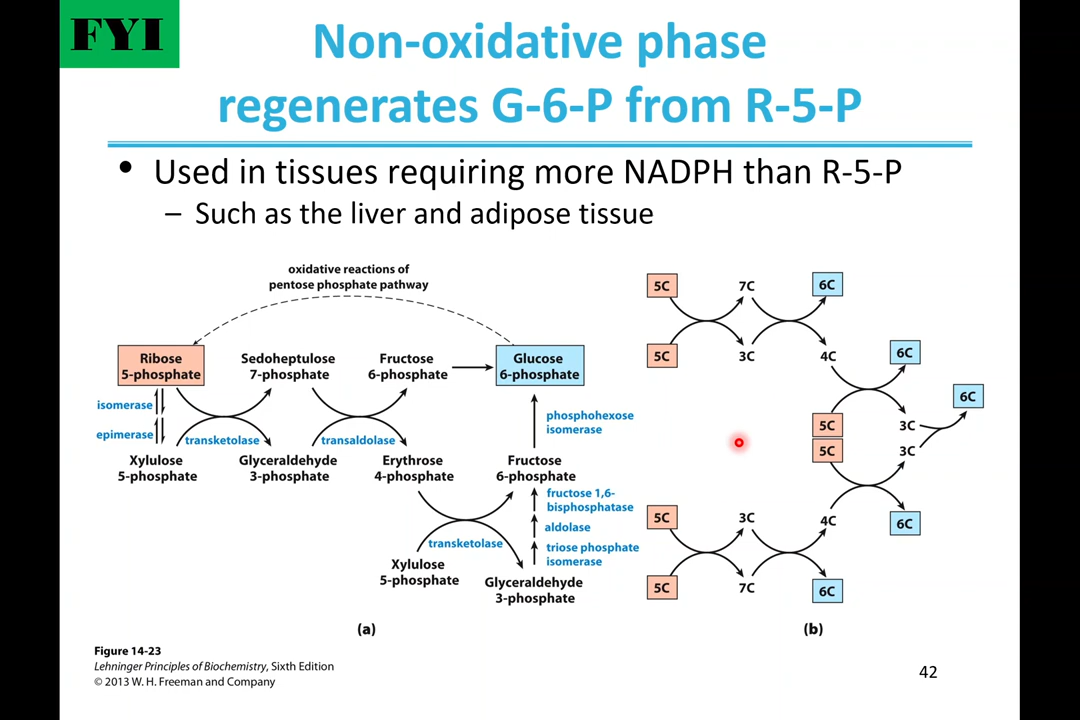 FYI
Non-oxidative phase
regenerates G-6-P from R-5-P
• Used in tissues requiring more NADPH than R-5-P
– Such as the liver and adipose tissue
oxidative reactions of
pentose phosphate pathway
Ribose
5-phosphate
Sedoheptulose
7-phosphate
Fructose
6-phosphate
Glucose
6-phosphate
isomerase
epimerase
transketolase
transaldolase
phosphohexose
isomerase
Xylulose
5-phosphate
Glyceraldehyde
3-phosphate
Erythrose
4-phosphate
Fructose
6-phosphate
fructose 1,6-
bisphosphatase
aldolase
triose phosphate
isomerase
transketolase
Xylulose
5-phosphate
Glyceraldehyde
3-phosphate
(a)
5C 7C 6C
5C 3C 4C 6C
6C
5C 3C
5C 3C
5C 3C 4C 6C
5C 7C 6C
(b)
Figure 14-23
Lehninger Principles of Biochemistry, Sixth Edition
© 2013 W. H. Freeman and Company
42